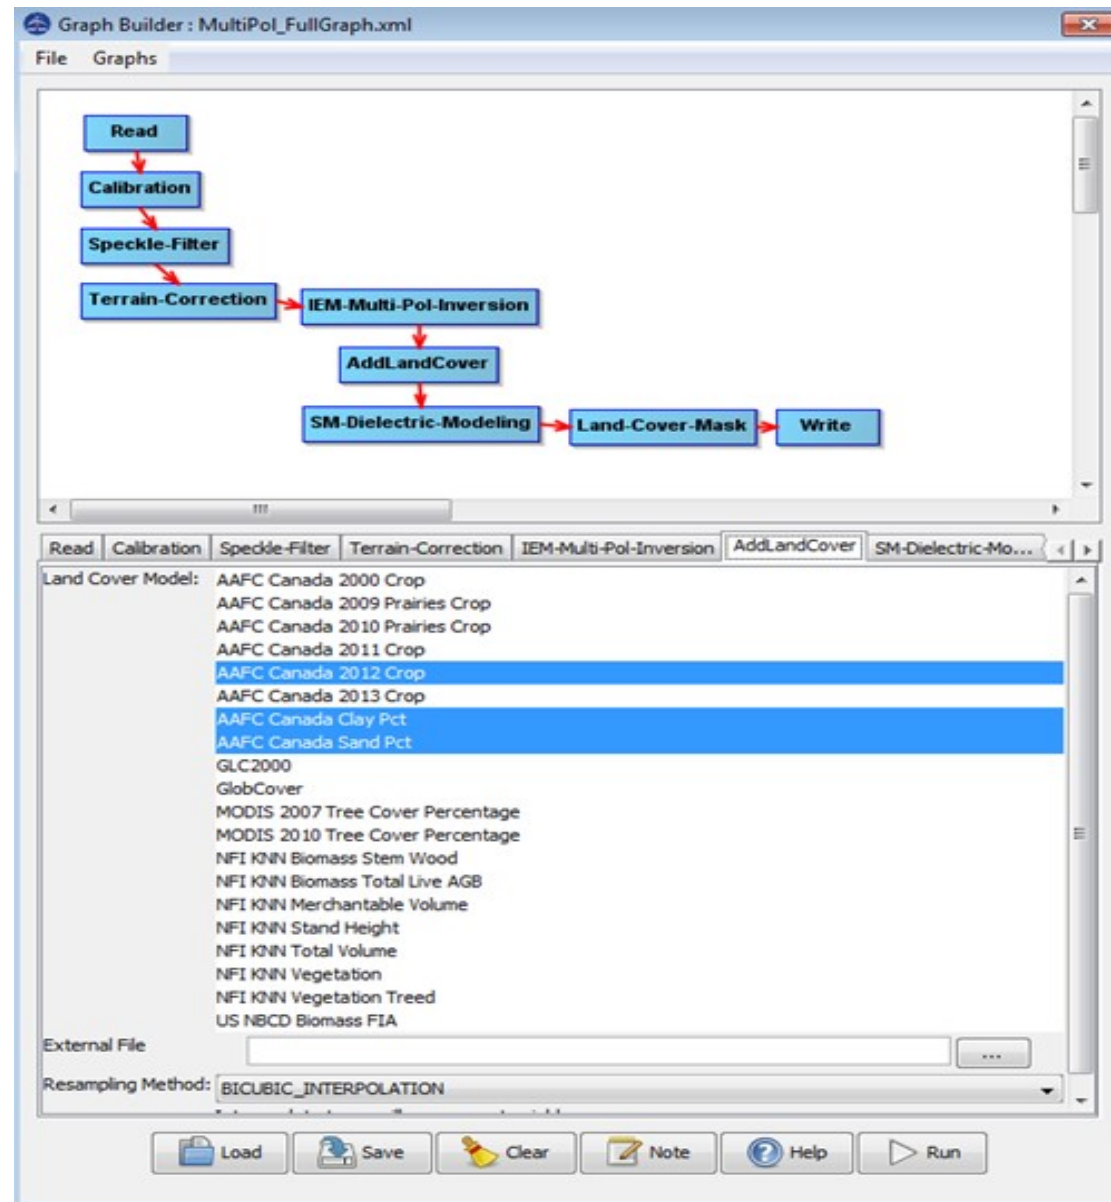 Graph Builder : MultiPol_FullGraph.xml
File Graphs
Read
Calibration
Speckle-Filter
Terrain-Correction
IEM-Multi-Pol-Inversion
AddLandCover
SM-Dielectric-Modeling
Land-Cover-Mask
Write
Read Calibration Speckle-Filter Terrain-Correction IEM-Multi-Pol-Inversion AddLandCover SM-Dielectric-Mo...
Land Cover Model:
AAFC Canada 2000 Crop
AAFC Canada 2009 Prairies Crop
AAFC Canada 2010 Prairies Crop
AAFC Canada 2011 Crop
AAFC Canada 2012 Crop
AAFC Canada 2013 Crop
AAFC Canada Clay Pct
AAFC Canada Sand Pct
GLC2000
GlobCover
MODIS 2007 Tree Cover Percentage
MODIS 2010 Tree Cover Percentage
NFI KNN Biomass Stem Wood
NFI KNN Biomass Total Live AGB
NFI KNN Merchantable Volume
NFI KNN Stand Height
NFI KNN Total Volume
NFI KNN Vegetation
NFI KNN Vegetation Treed
US NBCD Biomass FIA
External File ...
Resampling Method: BICUBIC_INTERPOLATION
Load Save Clear Note Help Run